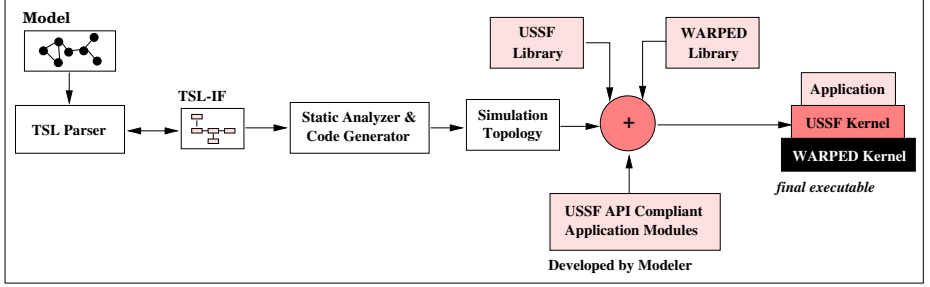 Model
TSL Parser
TSL-IF
Static Analyzer &
Code Generator
Simulation
Topology
USSF
Library
WARPED
Library
+
USSF API Compliant
Application Modules
Developed by Modeler
Application
USSF Kernel
WARPED Kernel
final executable